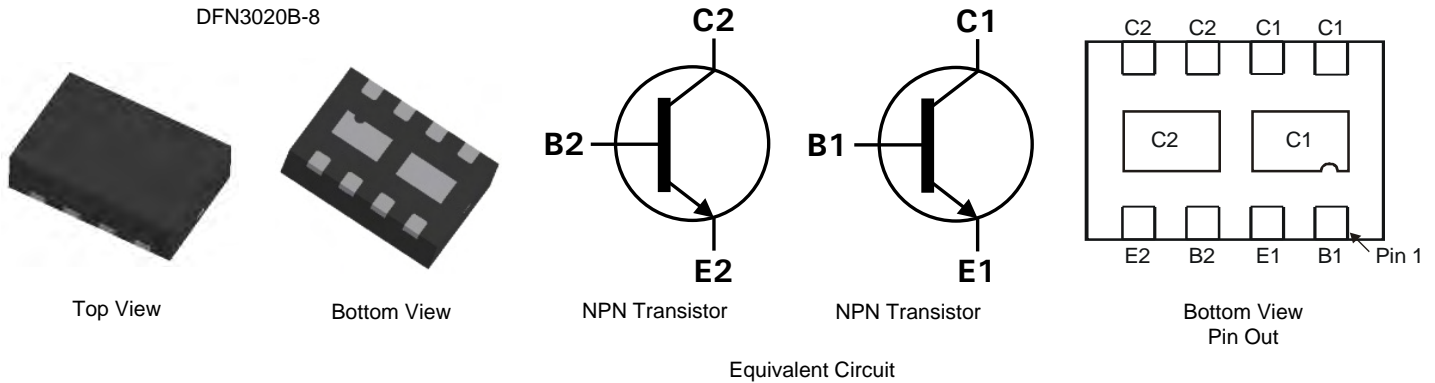 DFN3020B-8
Top View
Bottom View
C2
B2
E2
NPN Transistor
C1
B1
E1
NPN Transistor
Equivalent Circuit
C2 C2 C1 C1
C2 C1
E2 B2 E1 B1 Pin 1
Bottom View
Pin Out